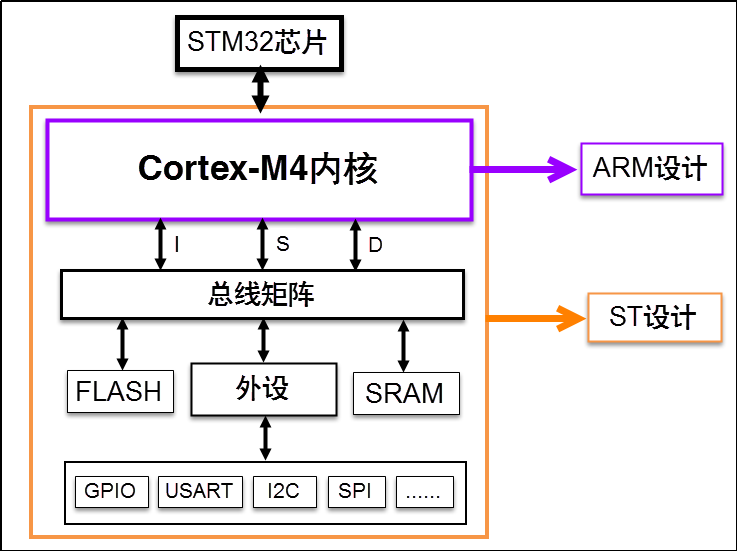 STM32芯片
Cortex-M4内核
ARM设计
I
S
D
总线矩阵
ST设计
FLASH
外设
SRAM
GPIO
USART
I2C
SPI
......